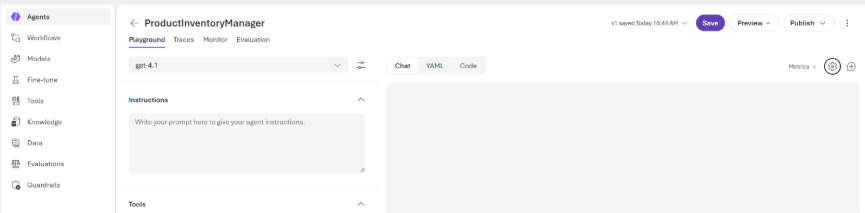 Agents
ProductInventoryManager
v1 saved Today 10:44 AM
Save
Preview
Publish
Workflows
Playground Traces Monitor Evaluation
Models
gpt-4.1
Chat YAML Code
Metrics
Fine-tune
Tools
Instructions
Knowledge
Write your prompt here to give your agent instructions.
Data
Evaluations
Guardrails
Tools